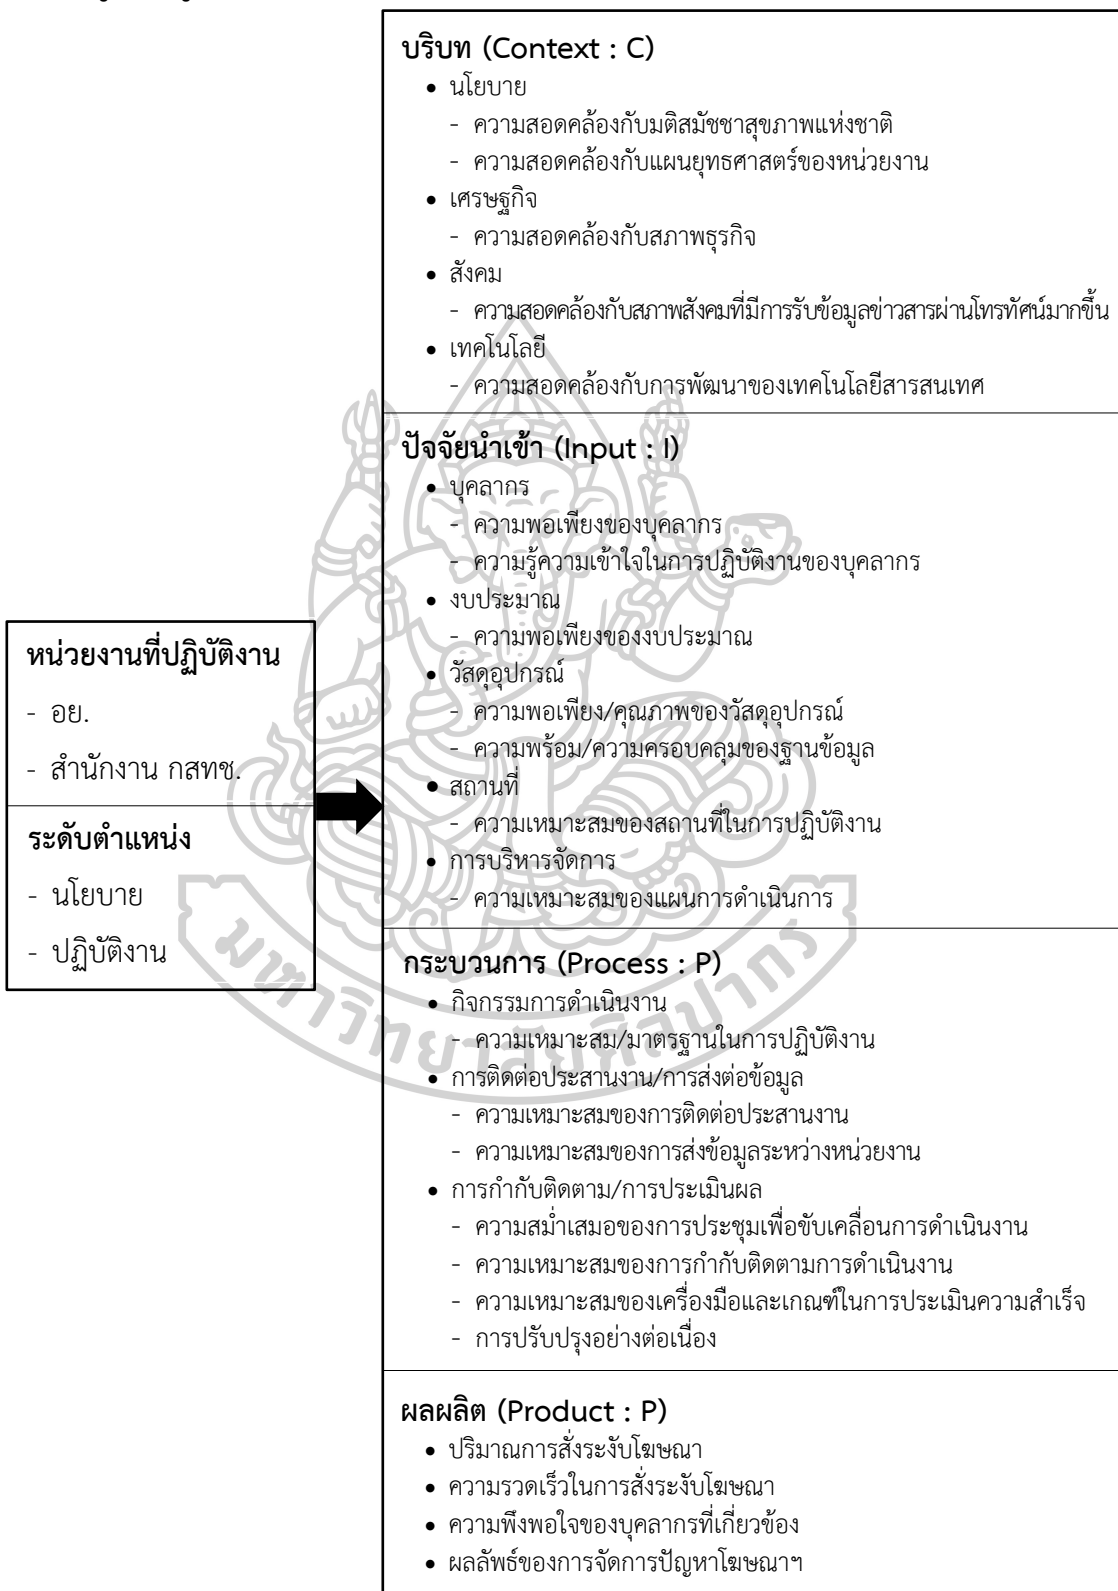 บริบท (Context : C)
• นโยบาย
- ความสอดคล้องกับมติสมัชชาสุขภาพแห่งชาติ
- ความสอดคล้องกับแผนยุทธศาสตร์ของหน่วยงาน
• เศรษฐกิจ
- ความสอดคล้องกับสภาพธุรกิจ
• สังคม
- ความสอดคล้องกับสภาพสังคมที่มีการรับข้อมูลข่าวสารผ่านโทรทัศน์มากขึ้น
• เทคโนโลยี
- ความสอดคล้องกับการพัฒนาของเทคโนโลยีสารสนเทศ
ปัจจัยนำเข้า (Input : I)
• บุคลากร
- ความพอเพียงของบุคลากร
- ความรู้ความเข้าใจในการปฏิบัติงานของบุคลากร
• งบประมาณ
- ความพอเพียงของงบประมาณ
• วัสดุอุปกรณ์
- ความพอเพียง/คุณภาพของวัสดุอุปกรณ์
- ความพร้อม/ความครอบคลุมของฐานข้อมูล
• สถานที่
- ความเหมาะสมของสถานที่ในการปฏิบัติงาน
• การบริหารจัดการ
- ความเหมาะสมของแผนการดำเนินการ
หน่วยงานที่ปฏิบัติงาน
- อย.
- สำนักงาน กสทช.
ระดับตำแหน่ง
- นโยบาย
- ปฏิบัติงาน
กระบวนการ (Process : P)
• กิจกรรมการดำเนินงาน
- ความเหมาะสม/มาตรฐานในการปฏิบัติงาน
• การติดต่อประสานงาน/การส่งต่อข้อมูล
- ความเหมาะสมของการติดต่อประสานงาน
- ความเหมาะสมของการส่งข้อมูลระหว่างหน่วยงาน
• การกำกับติดตาม/การประเมินผล
- ความสม่ำเสมอของการประชุมเพื่อขับเคลื่อนการดำเนินงาน
- ความเหมาะสมของการกำกับติดตามการดำเนินงาน
- ความเหมาะสมของเครื่องมือและเกณฑ์ในการประเมินความสำเร็จ
- การปรับปรุงอย่างต่อเนื่อง
ผลผลิต (Product : P)
• ปริมาณการสั่งระงับโฆษณา
• ความรวดเร็วในการสั่งระงับโฆษณา
• ความพึงพอใจของบุคลากรที่เกี่ยวข้อง
• ผลลัพธ์ของการจัดการปัญหาโฆษณาฯ
มหาวิทยาลัยศิลปากร